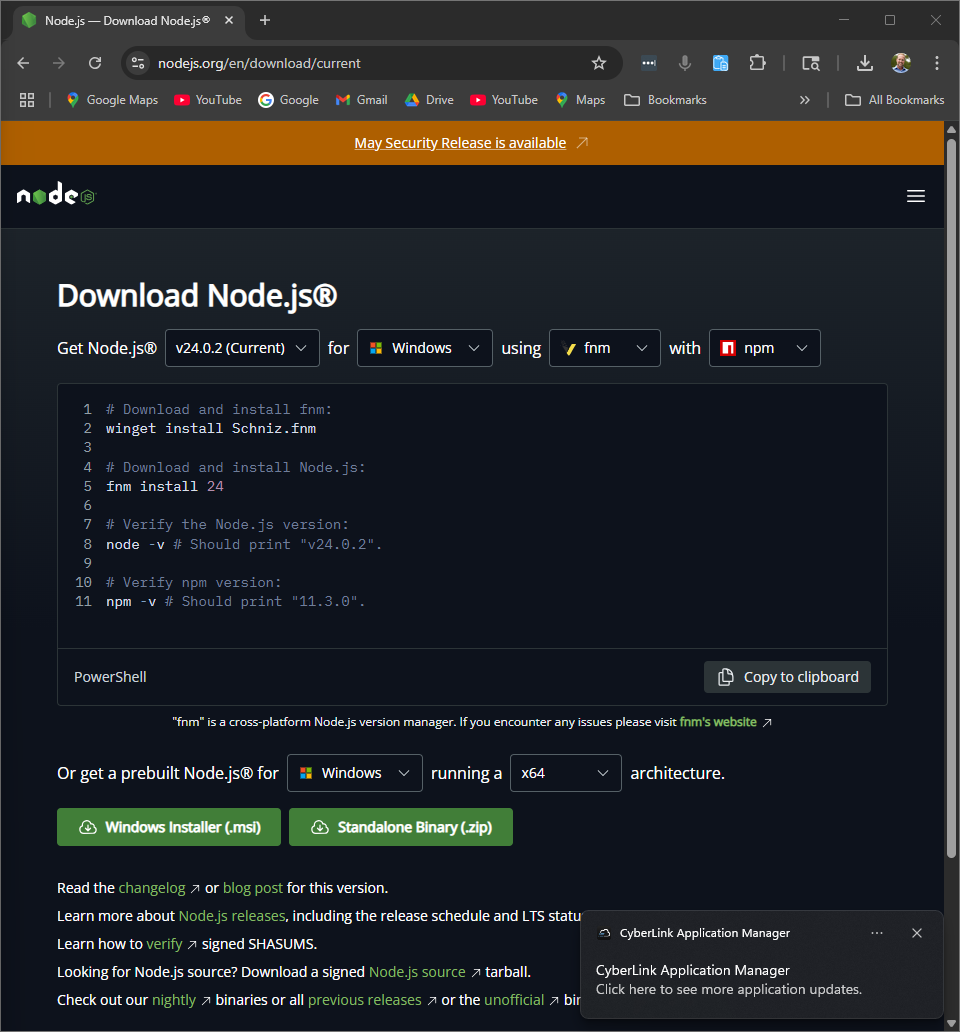 Node.js — Download Node.js®
nodejs.org/en/download/current
Google Maps YouTube Google Gmail Drive YouTube Maps Bookmarks » All Bookmarks
May Security Release is available
node JS
Download Node.js®
Get Node.js® v24.0.2 (Current) for Windows using fnm with npm
1 # Download and install fnm:
2 winget install Schniz.fnm
3
4 # Download and install Node.js:
5 fnm install 24
6
7 # Verify the Node.js version:
8 node -v # Should print "v24.0.2".
9
10 # Verify npm version:
11 npm -v # Should print "11.3.0".
PowerShell Copy to clipboard
"fnm" is a cross-platform Node.js version manager. If you encounter any issues please visit fnm's website
Or get a prebuilt Node.js® for Windows running a x64 architecture.
Windows Installer (.msi) Standalone Binary (.zip)
Read the changelog or blog post for this version.
Learn more about Node.js releases, including the release schedule and LTS statu
Learn how to verify signed SHASUMS.
Looking for Node.js source? Download a signed Node.js source tarball.
Check out our nightly binaries or all previous releases or the unofficial bin
CyberLink Application Manager
CyberLink Application Manager
Click here to see more application updates.